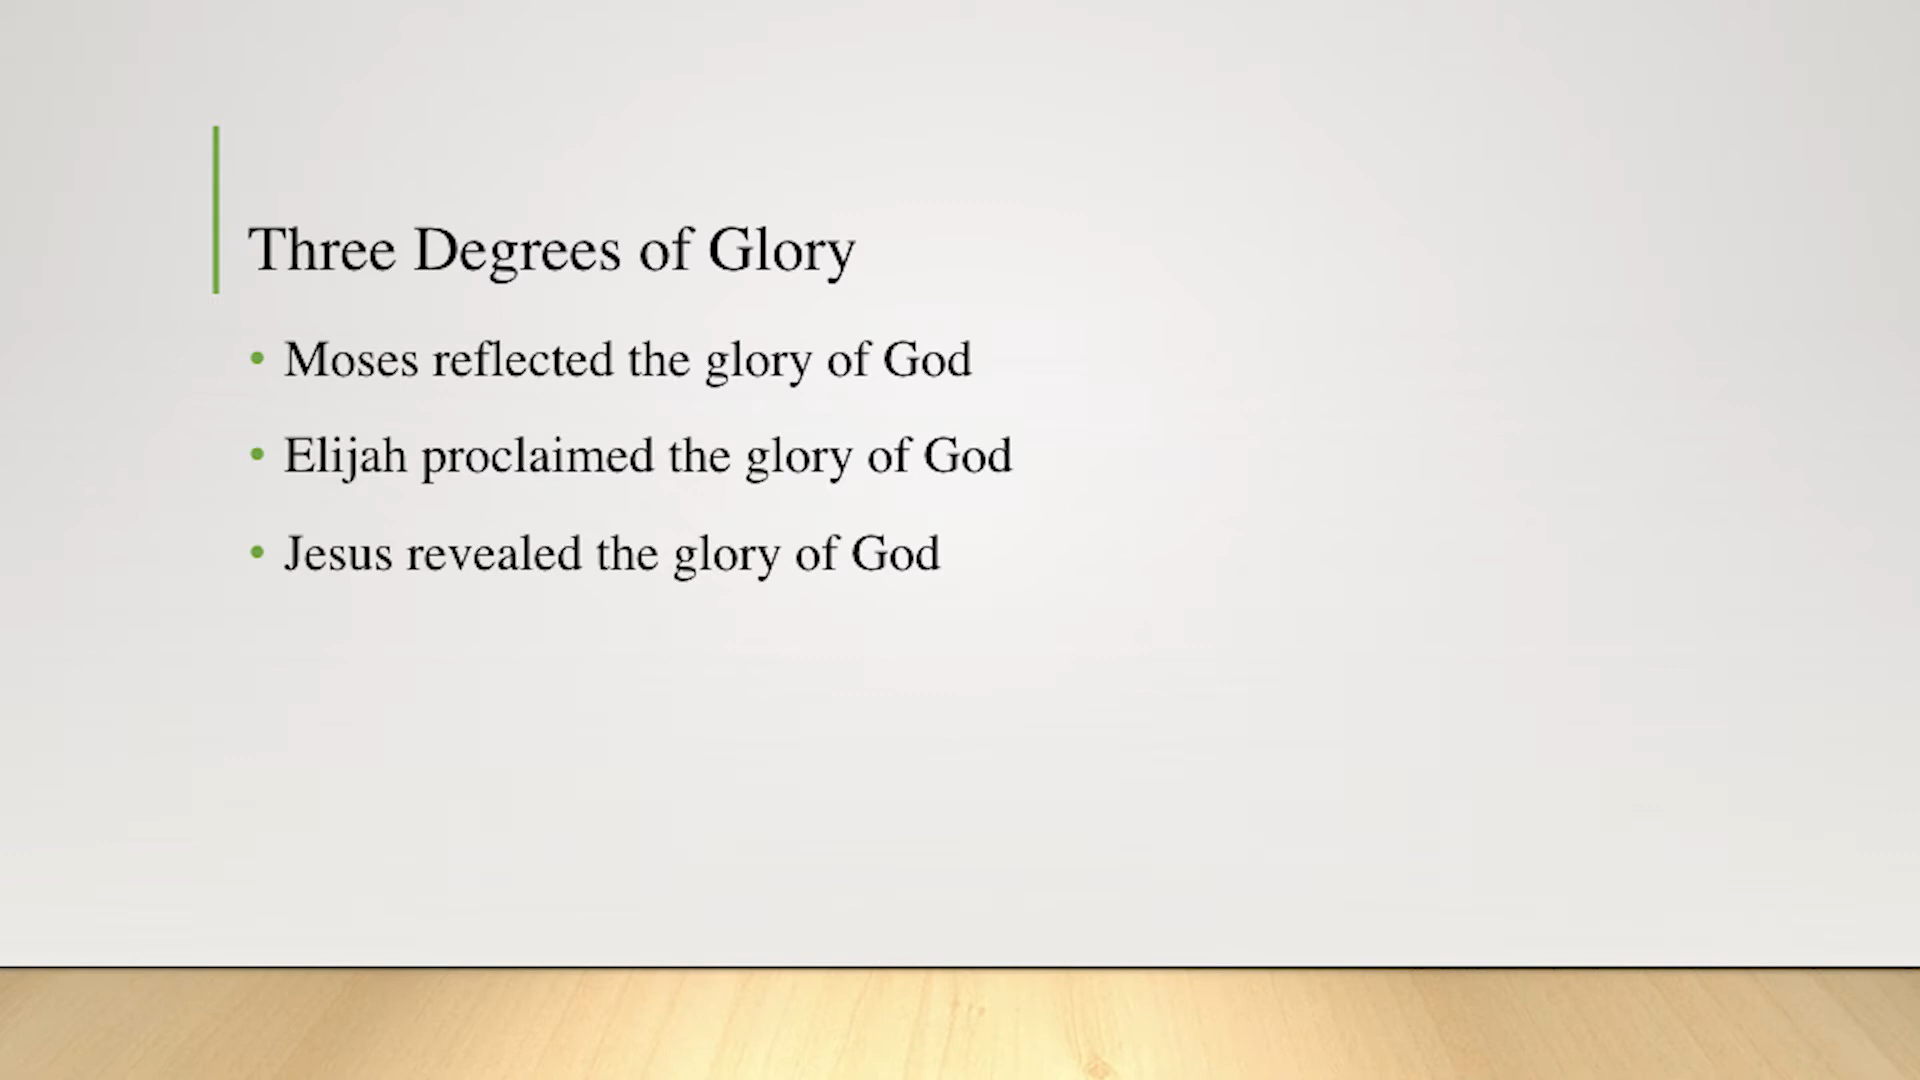 Three Degrees of Glory
• Moses reflected the glory of God
• Elijah proclaimed the glory of God
• Jesus revealed the glory of God